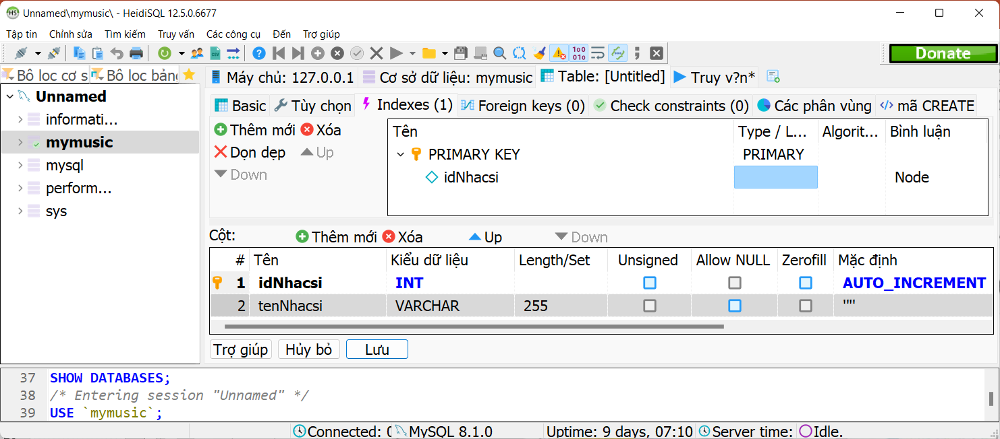 Unnamed\mymusic\ - HeidiSQL 12.5.0.6677
Tập tin Chỉnh sửa Tìm kiếm Truy vấn Các công cụ Đến Trợ giúp
Donate
Bộ lọc cơ s Bộ lọc bảng
Máy chủ: 127.0.0.1 Cơ sở dữ liệu: mymusic Table: [Untitled] Truy v?n*
Unnamed
informati...
mymusic
mysql
perform...
sys
Basic Tùy chọn Indexes (1) Foreign keys (0) Check constraints (0) Các phân vùng mã CREATE
Thêm mới Xóa
Dọn dẹp Up
Down
Tên Type / L... Algorit... Bình luận
PRIMARY KEY PRIMARY
idNhacsi Node
Cột: Thêm mới Xóa Up Down
# Tên Kiểu dữ liệu Length/Set Unsigned Allow NULL Zerofill Mặc định
1 idNhacsi INT AUTO_INCREMENT
2 tenNhacsi VARCHAR 255 '""'
Trợ giúp Hủy bỏ Lưu
37 SHOW DATABASES;
38 /* Entering session "Unnamed" */
39 USE `mymusic`;
Connected: 0 MySQL 8.1.0 Uptime: 9 days, 07:10 Server time: Idle.